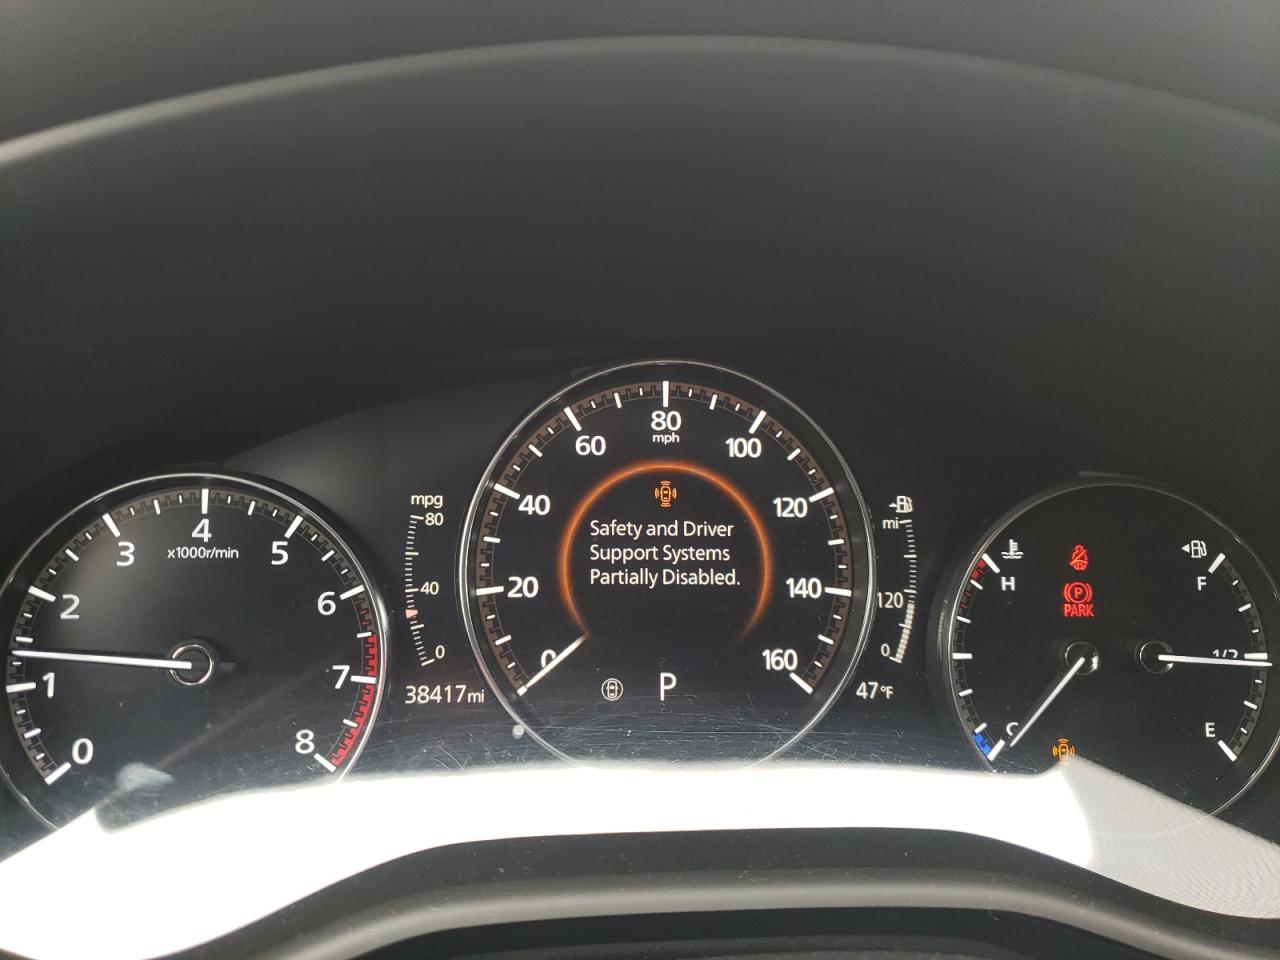 0
1
2
3
4
x1000r/min
5
6
7
8
mpg
80
40
0
38417 mi
0
20
40
60
80
mph
100
120
140
160
Safety and Driver
Support Systems
Partially Disabled.
P
mi
120
0
47°F
H
C
P
PARK
F
1/2
E